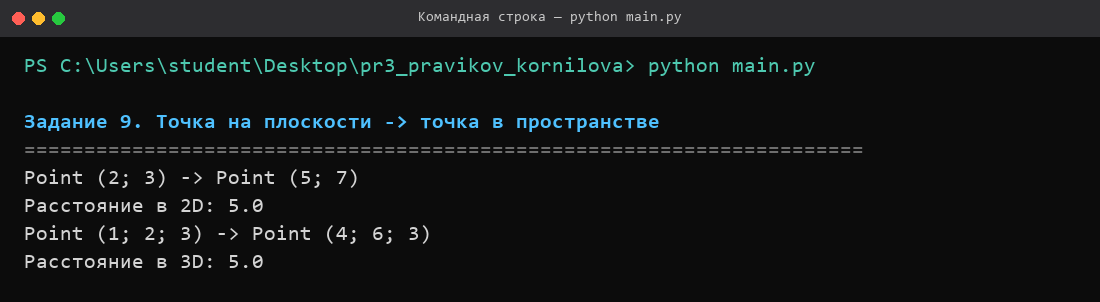 Командная строка — python main.py
PS C:\Users\student\Desktop\pr3_pravikov_kornilova> python main.py
Задание 9. Точка на плоскости -> точка в пространстве
======================================================================
Point (2; 3) -> Point (5; 7)
Расстояние в 2D: 5.0
Point (1; 2; 3) -> Point (4; 6; 3)
Расстояние в 3D: 5.0